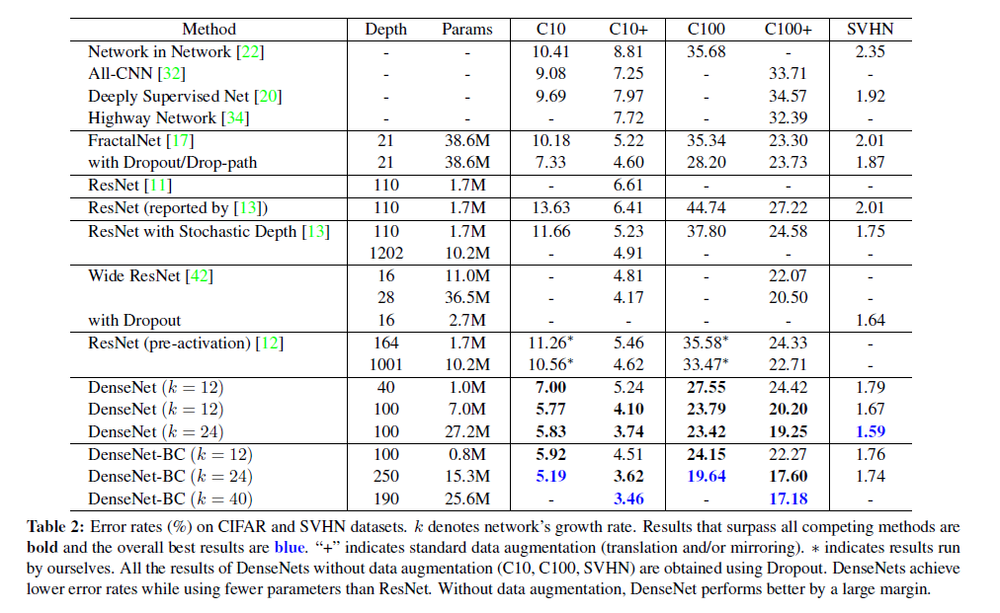 Method Depth Params C10 C10+ C100 C100+ SVHN
Network in Network [22] - - 10.41 8.81 35.68 - 2.35
All-CNN [32] - - 9.08 7.25 - 33.71 -
Deeply Supervised Net [20] - - 9.69 7.97 - 34.57 1.92
Highway Network [34] - - - 7.72 - 32.39 -
FractalNet [17] 21 38.6M 10.18 5.22 35.34 23.30 2.01
with Dropout/Drop-path 21 38.6M 7.33 4.60 28.20 23.73 1.87
ResNet [11] 110 1.7M - 6.61 - - -
ResNet (reported by [13]) 110 1.7M 13.63 6.41 44.74 27.22 2.01
ResNet with Stochastic Depth [13] 110 1.7M 11.66 5.23 37.80 24.58 1.75
1202 10.2M - 4.91 - - -
Wide ResNet [42] 16 11.0M - 4.81 - 22.07 -
28 36.5M - 4.17 - 20.50 -
with Dropout 16 2.7M - - - - 1.64
ResNet (pre-activation) [12] 164 1.7M 11.26* 5.46 35.58* 24.33 -
1001 10.2M 10.56* 4.62 33.47* 22.71 -
DenseNet (k = 12) 40 1.0M 7.00 5.24 27.55 24.42 1.79
DenseNet (k = 12) 100 7.0M 5.77 4.10 23.79 20.20 1.67
DenseNet (k = 24) 100 27.2M 5.83 3.74 23.42 19.25 1.59
DenseNet-BC (k = 12) 100 0.8M 5.92 4.51 24.15 22.27 1.76
DenseNet-BC (k = 24) 250 15.3M 5.19 3.62 19.64 17.60 1.74
DenseNet-BC (k = 40) 190 25.6M - 3.46 - 17.18 -
Table 2: Error rates (%) on CIFAR and SVHN datasets. k denotes network's growth rate. Results that surpass all competing methods are
bold and the overall best results are blue. “+” indicates standard data augmentation (translation and/or mirroring). * indicates results run
by ourselves. All the results of DenseNets without data augmentation (C10, C100, SVHN) are obtained using Dropout. DenseNets achieve
lower error rates while using fewer parameters than ResNet. Without data augmentation, DenseNet performs better by a large margin.